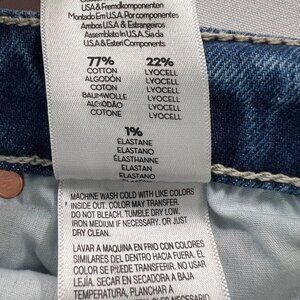 USA & Fremdkomponenten
Montado Em U.S.A. Por componentes
Ambos U.S.A & Estrangeiros
Assemblato In U.S.A. Sia da
U.S.A & Esteri Componenti
77% 22%
COTTON LYOCELL
ALGODÓN LYOCELL
COTON LYOCELL
BAUMWOLLE LYOCELL
ALGODÃO LYOCELL
COTONE LYOCELL
1%
ELASTANE
ELASTANO
ÉLASTHANNE
ELASTAN
ELASTANO
MACHINE WASH COLD WITH LIKE COLORS
INSIDE OUT. COLOR MAY TRANSFER.
DO NOT BLEACH. TUMBLE DRY LOW.
IRON MEDIUM IF NECESSARY, OR JUST
DRY CLEAN.
LAVAR A MAQUINA EN FRIO CON COLORES
SIMILARES DEL DENTRO HACIA FUERA. EL
COLOR SE PUEDE TRANSFERIR. NO USAR
LEJÍA. SECAR EN SECADORA A BAJA
TEMPERATURA, PLANCHAR A